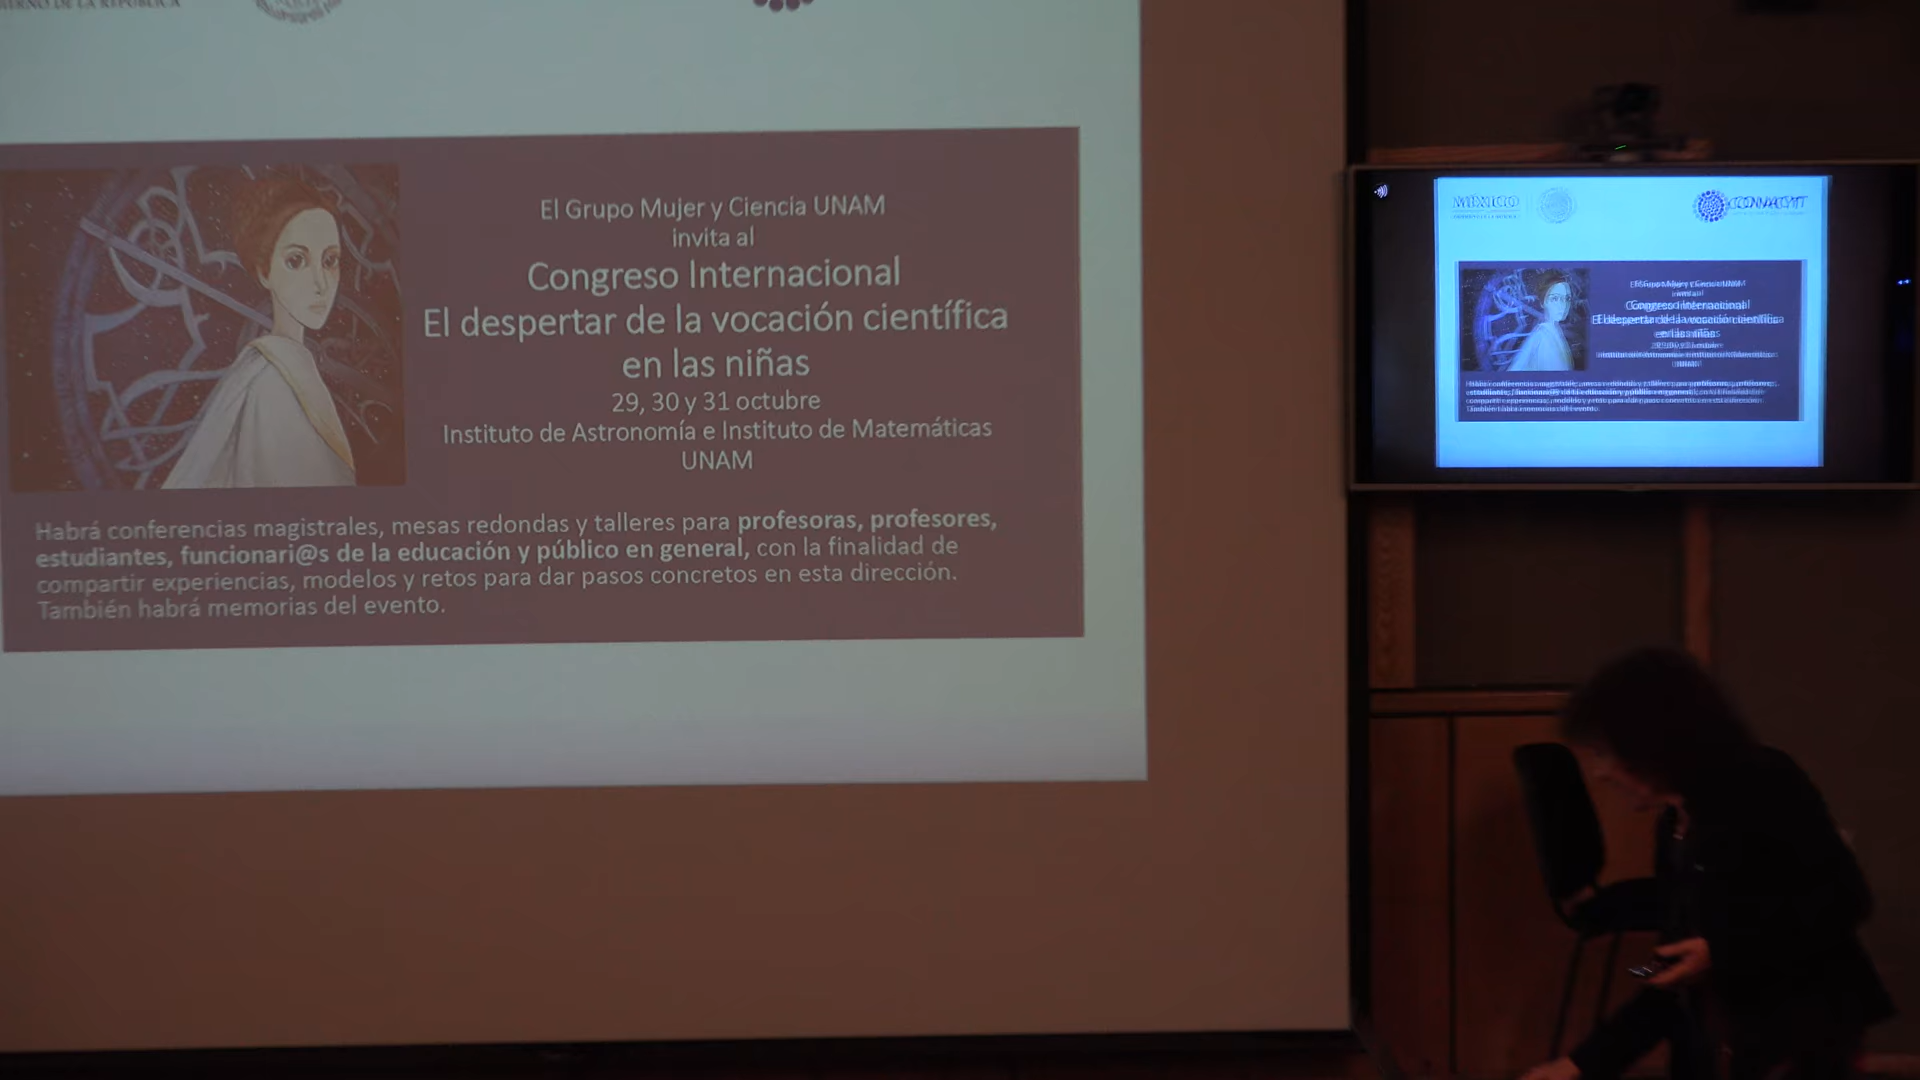 El Grupo Mujer y Ciencia UNAM
invita al
Congreso Internacional
El despertar de la vocación científica
en las niñas
29, 30 y 31 octubre
Instituto de Astronomía e Instituto de Matemáticas
UNAM
Habrá conferencias magistrales, mesas redondas y talleres para profesoras, profesores,
estudiantes, funcionari@s de la educación y público en general, con la finalidad de
compartir experiencias, modelos y retos para dar pasos concretos en esta dirección.
También habrá memorias del evento.
MÉXICO
CONACYT